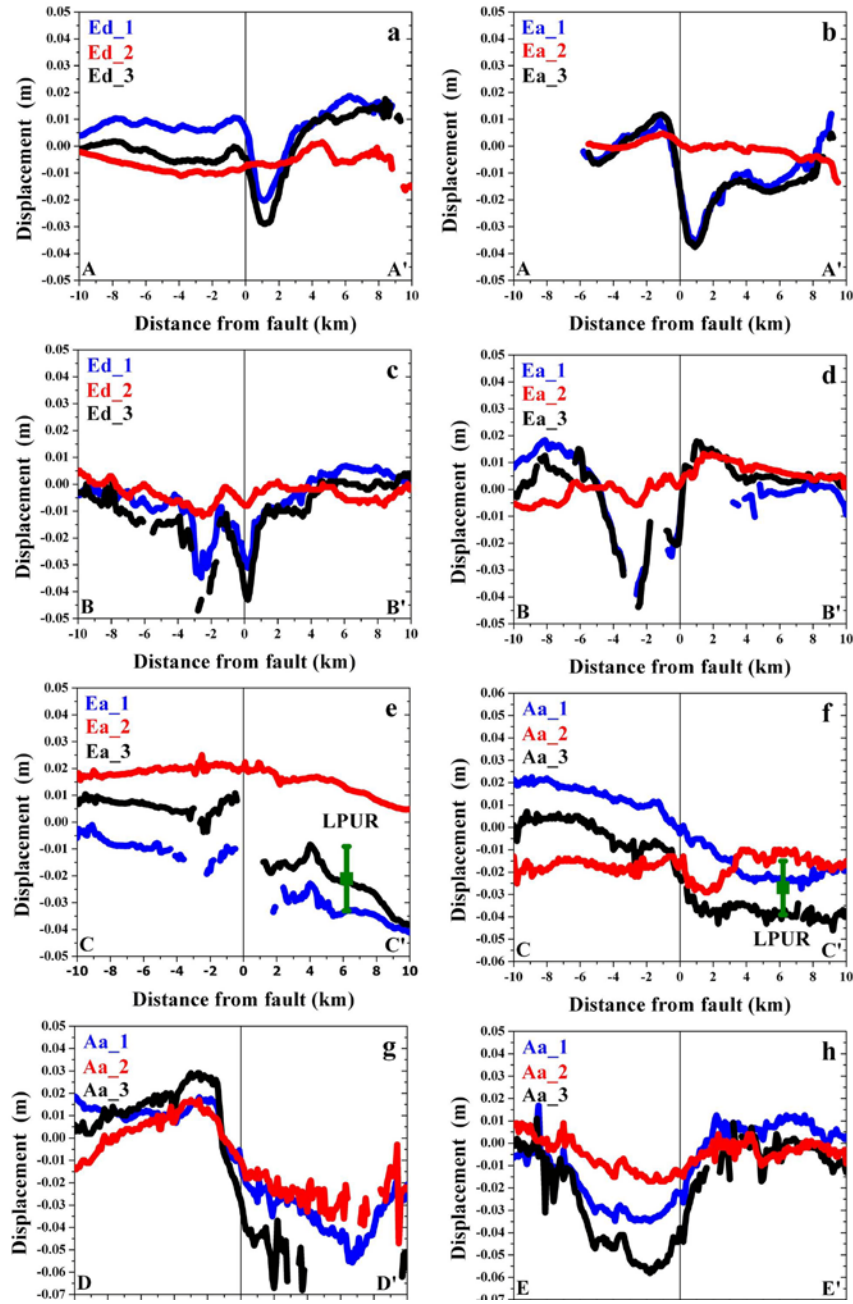 0.05
0.04
0.03
0.02
0.01
0.00
-0.01
-0.02
-0.03
-0.04
0.05
Displacement (m)
Ed_1
Ed_2
Ed_3
a
A
A'
-10 -8 -6 -4 -2 0 2 4 6 8 10
Distance from fault (km)
0.05
0.04
0.03
0.02
0.01
0.00
-0.01
-0.02
-0.03
-0.04
0.05
Displacement (m)
Ea_1
Ea_2
Ea_3
b
A
A'
-10 -8 -6 -4 -2 0 2 4 6 8 10
Distance from fault (km)
0.05
0.04
0.03
0.02
0.01
0.00
-0.01
-0.02
-0.03
-0.04
-0.05
Displacement (m)
Ed_1
Ed_2
Ed_3
c
B
B'
-10 -8 -6 -4 -2 0 2 4 6 8 10
Distance from fault (km)
0.05
0.04
0.03
0.02
0.01
0.00
-0.01
-0.02
-0.03
-0.04
-0.05
Displacement (m)
Ea_1
Ea_2
Ea_3
d
B
B'
-10 -8 -6 -4 -2 0 2 4 6 8 10
Distance from fault (km)
0.05
0.04
0.03
0.02
0.01
0.00
-0.01
-0.02
-0.03
-0.04
-0.05
Displacement (m)
Ea_1
Ea_2
Ea_3
e
LPUR
C
C'
-10 -8 -6 -4 -2 0 2 4 6 8 10
Distance from fault (km)
0.06
0.05
0.04
0.03
0.02
0.01
0.00
-0.01
-0.02
-0.03
-0.04
-0.05
-0.06
Displacement (m)
Aa_1
Aa_2
Aa_3
f
LPUR
C
C'
-10 -8 -6 -4 -2 0 2 4 6 8 10
Distance from fault (km)
0.05
0.04
0.03
0.02
0.01
0.00
-0.01
-0.02
-0.03
-0.04
-0.05
-0.06
-0.07
Displacement (m)
Aa_1
Aa_2
Aa_3
g
D
D'
0.05
0.04
0.03
0.02
0.01
0.00
-0.01
-0.02
-0.03
-0.04
-0.05
-0.06
-0.07
Displacement (m)
Aa_1
Aa_2
Aa_3
h
E
E'